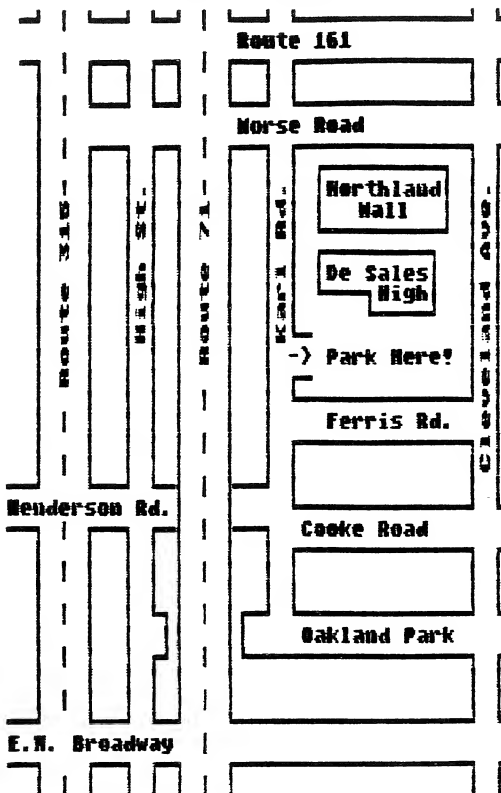 Route 161
Morse Road
Northland
Mall
Route 315
High St.
Route 71
Karl Rd.
Cleveland Ave.
De Sales
High
-> Park Here!
Ferris Rd.
Henderson Rd.
Cooke Road
Oakland Park
E.N. Broadway